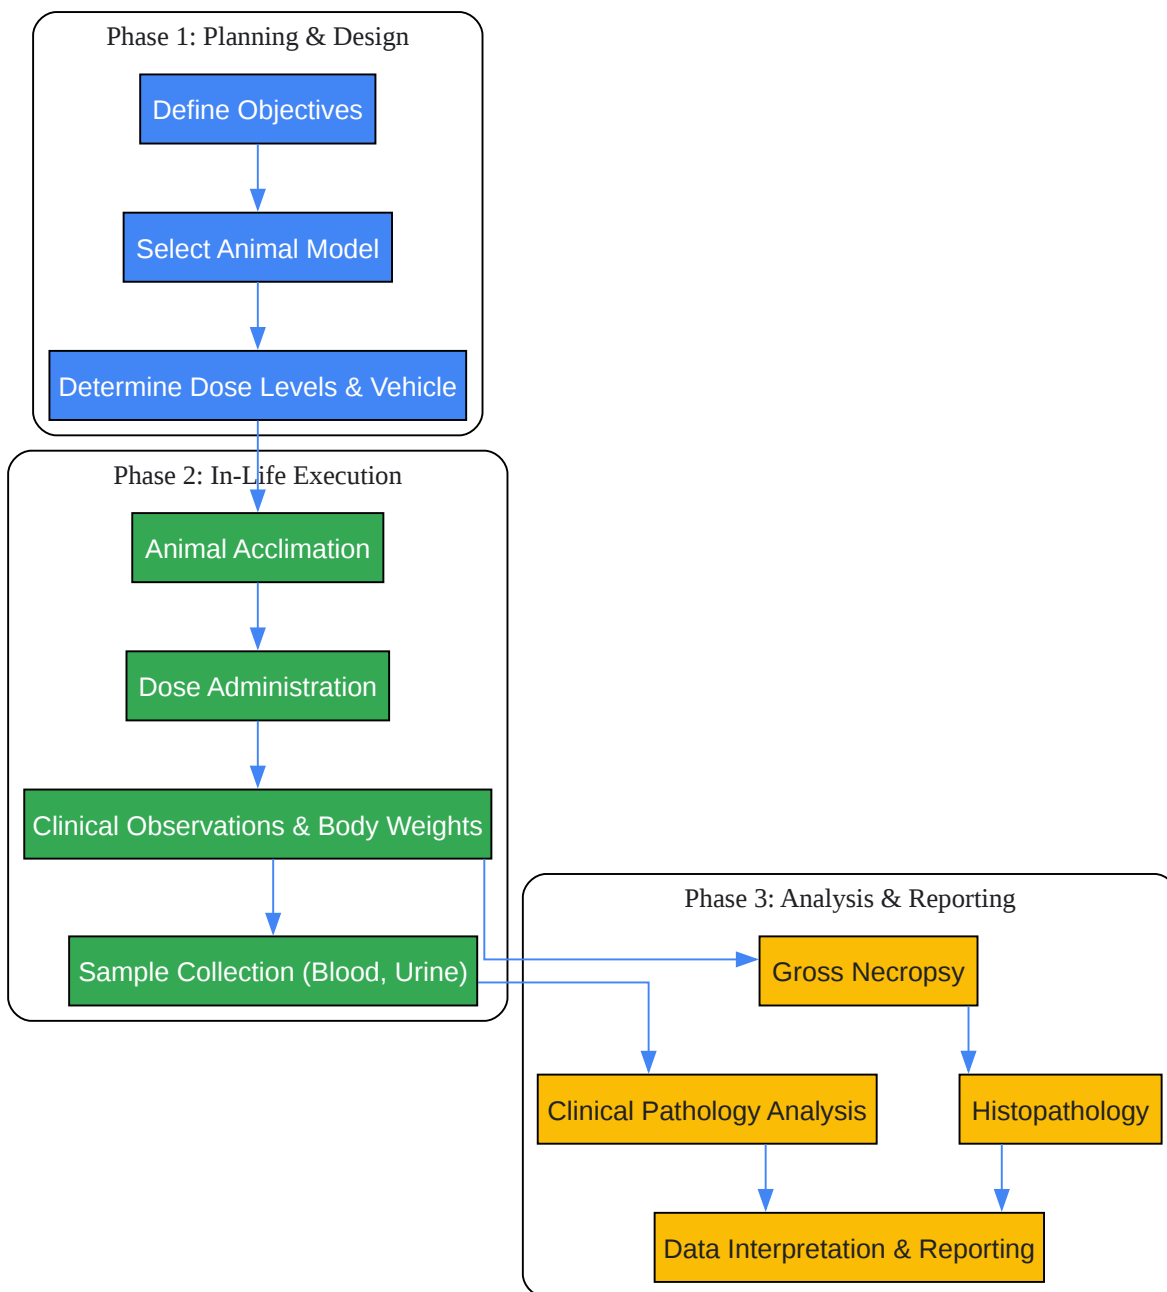 Phase 1: Planning & Design
Define Objectives
Select Animal Model
Determine Dose Levels & Vehicle
Phase 2: In-Life Execution
Animal Acclimation
Dose Administration
Clinical Observations & Body Weights
Sample Collection (Blood, Urine)
Phase 3: Analysis & Reporting
Gross Necropsy
Clinical Pathology Analysis
Histopathology
Data Interpretation & Reporting